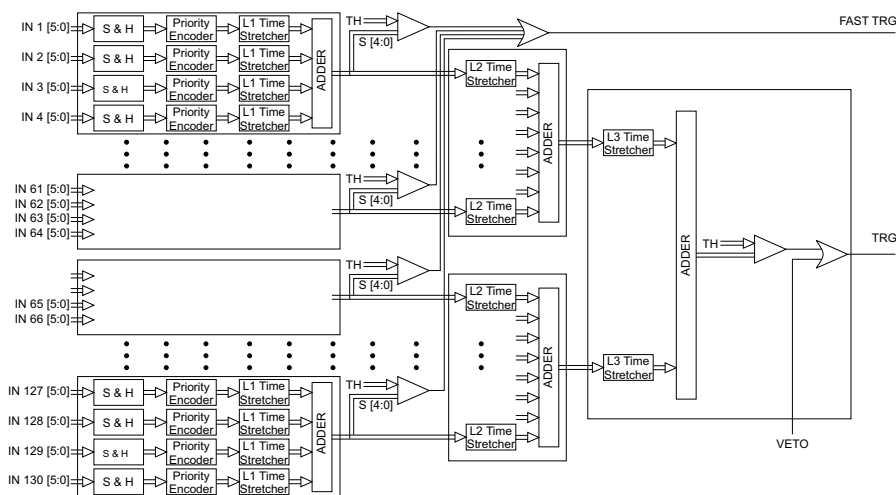 IN 1 [5:0]
S & H
Priority
Encoder
L1 Time
Stretcher
IN 2 [5:0]
S & H
Priority
Encoder
L1 Time
Stretcher
IN 3 [5:0]
S & H
Priority
Encoder
L1 Time
Stretcher
IN 4 [5:0]
S & H
Priority
Encoder
L1 Time
Stretcher
ADDER
TH
S [4:0]
FAST TRG
L2 Time
Stretcher
ADDER
L2 Time
Stretcher
IN 61 [5:0]
IN 62 [5:0]
IN 63 [5:0]
IN 64 [5:0]
TH
S [4:0]
L3 Time
Stretcher
ADDER
TH
TRG
L3 Time
Stretcher
VETO
IN 65 [5:0]
IN 66 [5:0]
TH
S [4:0]
L2 Time
Stretcher
ADDER
L2 Time
Stretcher
IN 127 [5:0]
S & H
Priority
Encoder
L1 Time
Stretcher
IN 128 [5:0]
S & H
Priority
Encoder
L1 Time
Stretcher
IN 129 [5:0]
S & H
Priority
Encoder
L1 Time
Stretcher
IN 130 [5:0]
S & H
Priority
Encoder
L1 Time
Stretcher
ADDER
TH
S [4:0]